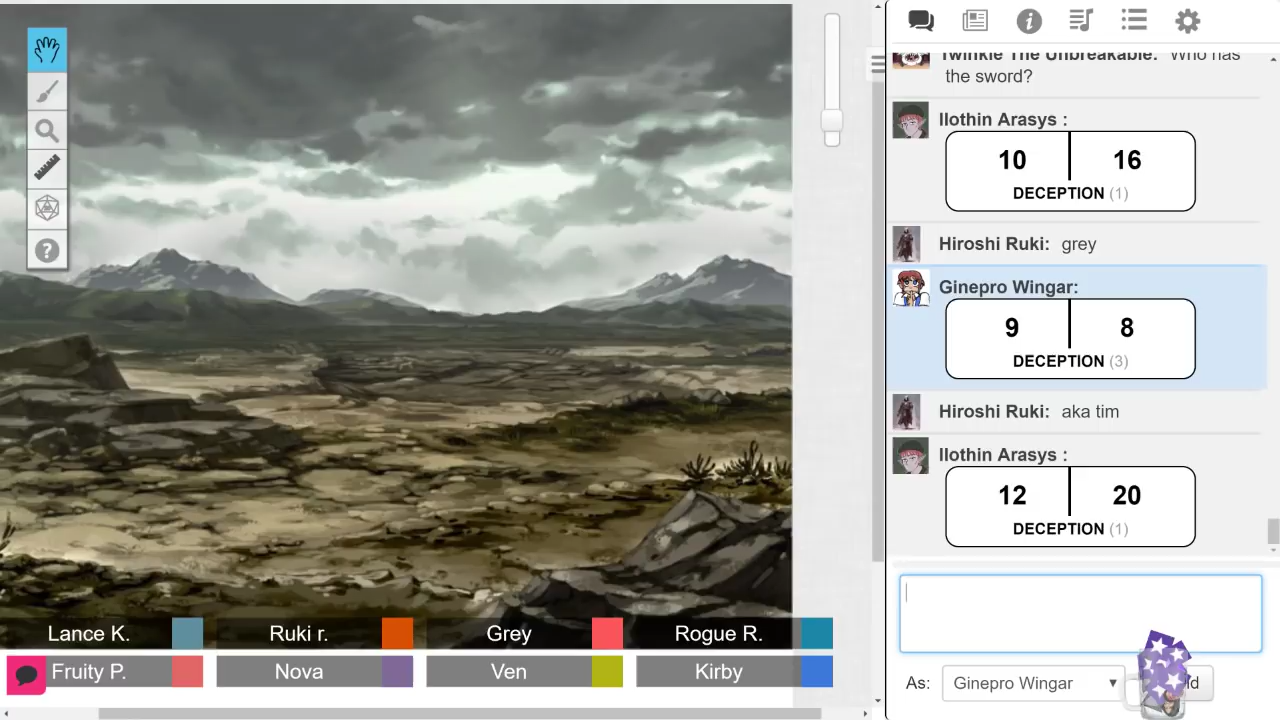 Twinkle The Unbreakable: Who has
the sword?
Ilothin Arasys :
10 16
DECEPTION (1)
Hiroshi Ruki: grey
Ginepro Wingar:
9 8
DECEPTION (3)
Hiroshi Ruki: aka tim
Ilothin Arasys :
12 20
DECEPTION (1)
Lance K. Ruki r. Grey Rogue R.
Fruity P. Nova Ven Kirby
As: Ginepro Wingar